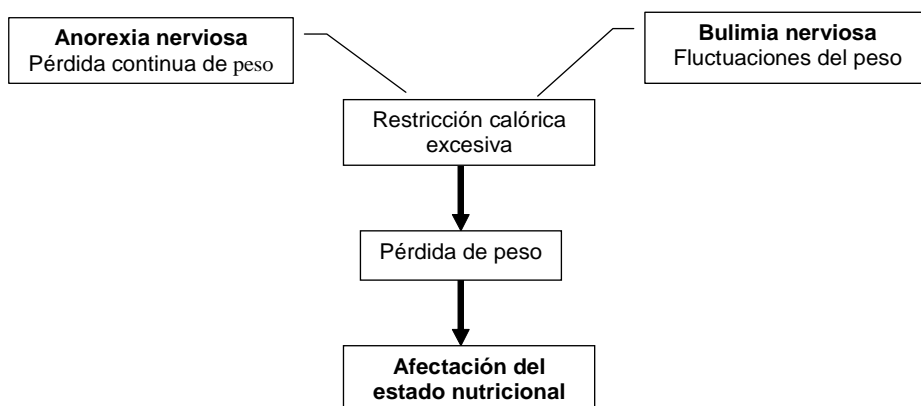 Anorexia nerviosa
Pérdida continua de peso
Bulimia nerviosa
Fluctuaciones del peso
Restricción calórica
excesiva
Pérdida de peso
Afectación del
estado nutricional